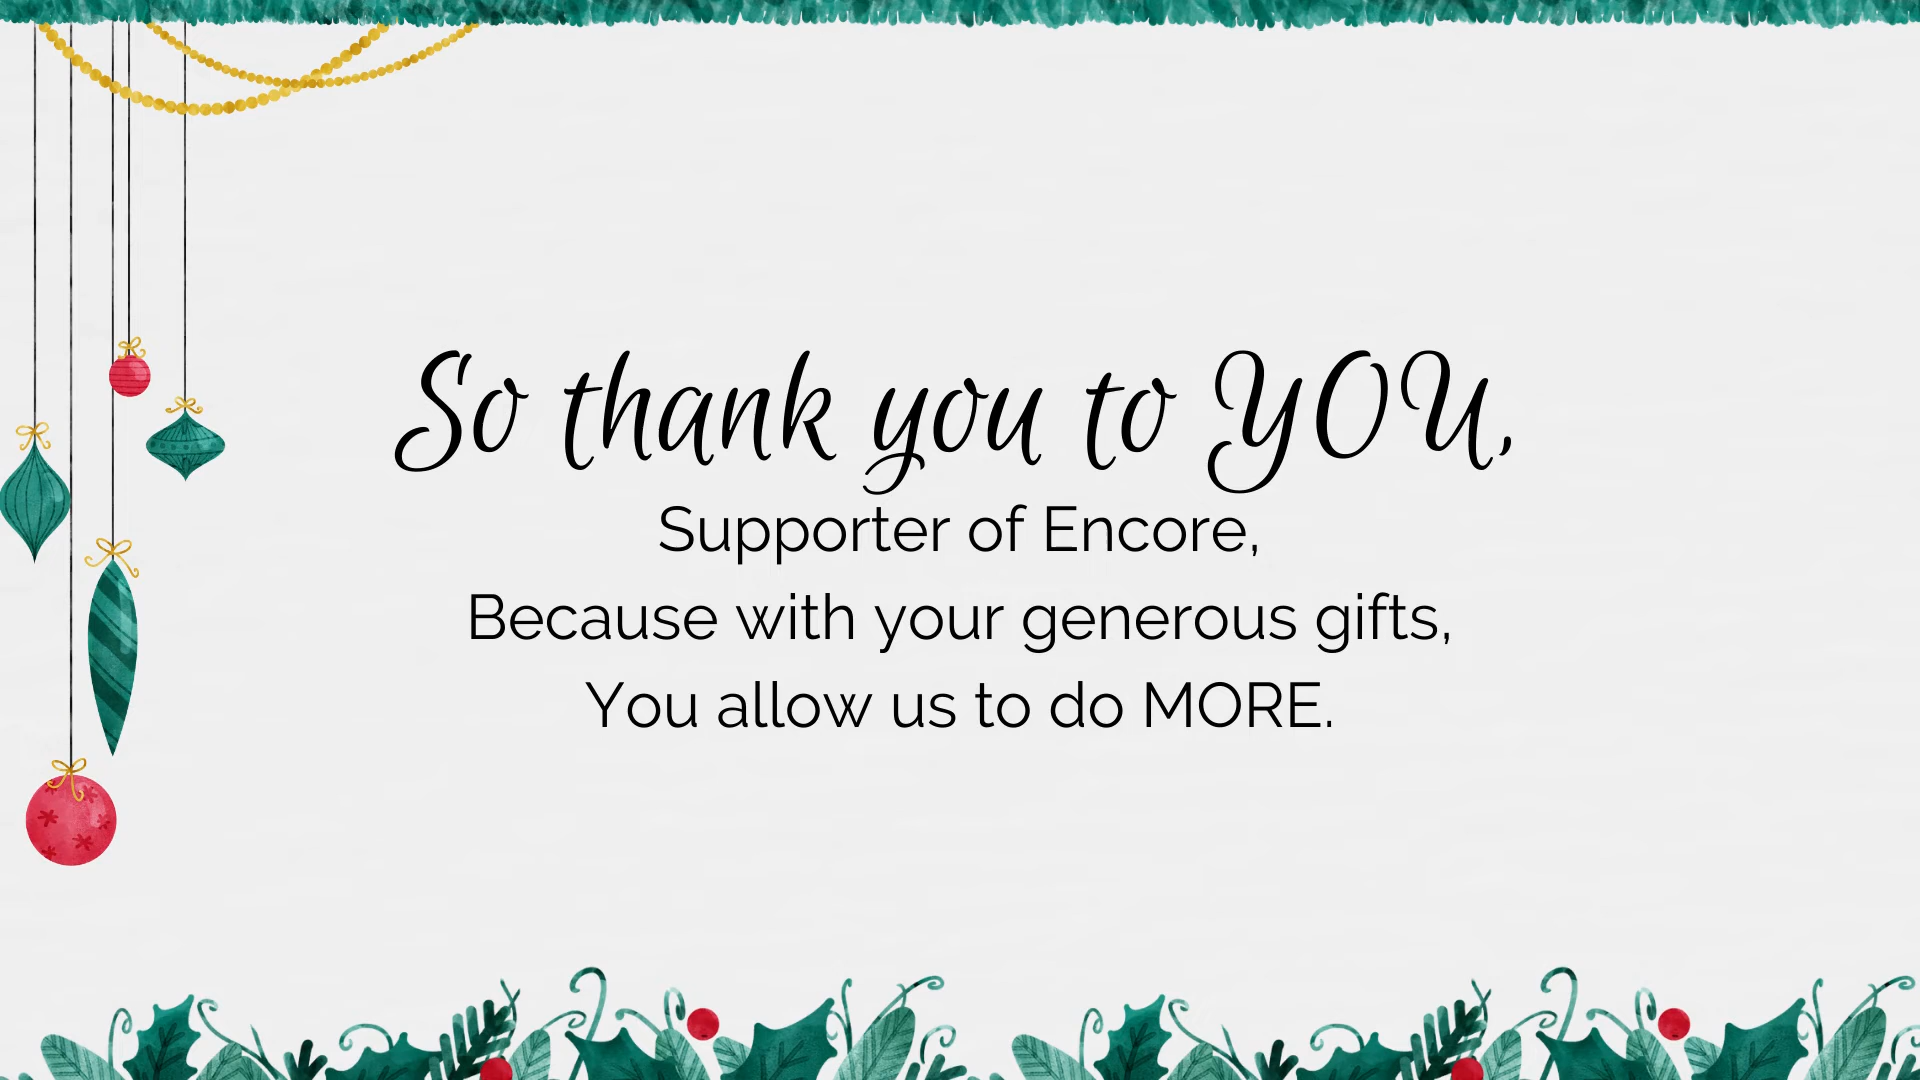 So thank you to YOU,
Supporter of Encore,
Because with your generous gifts,
You allow us to do MORE.